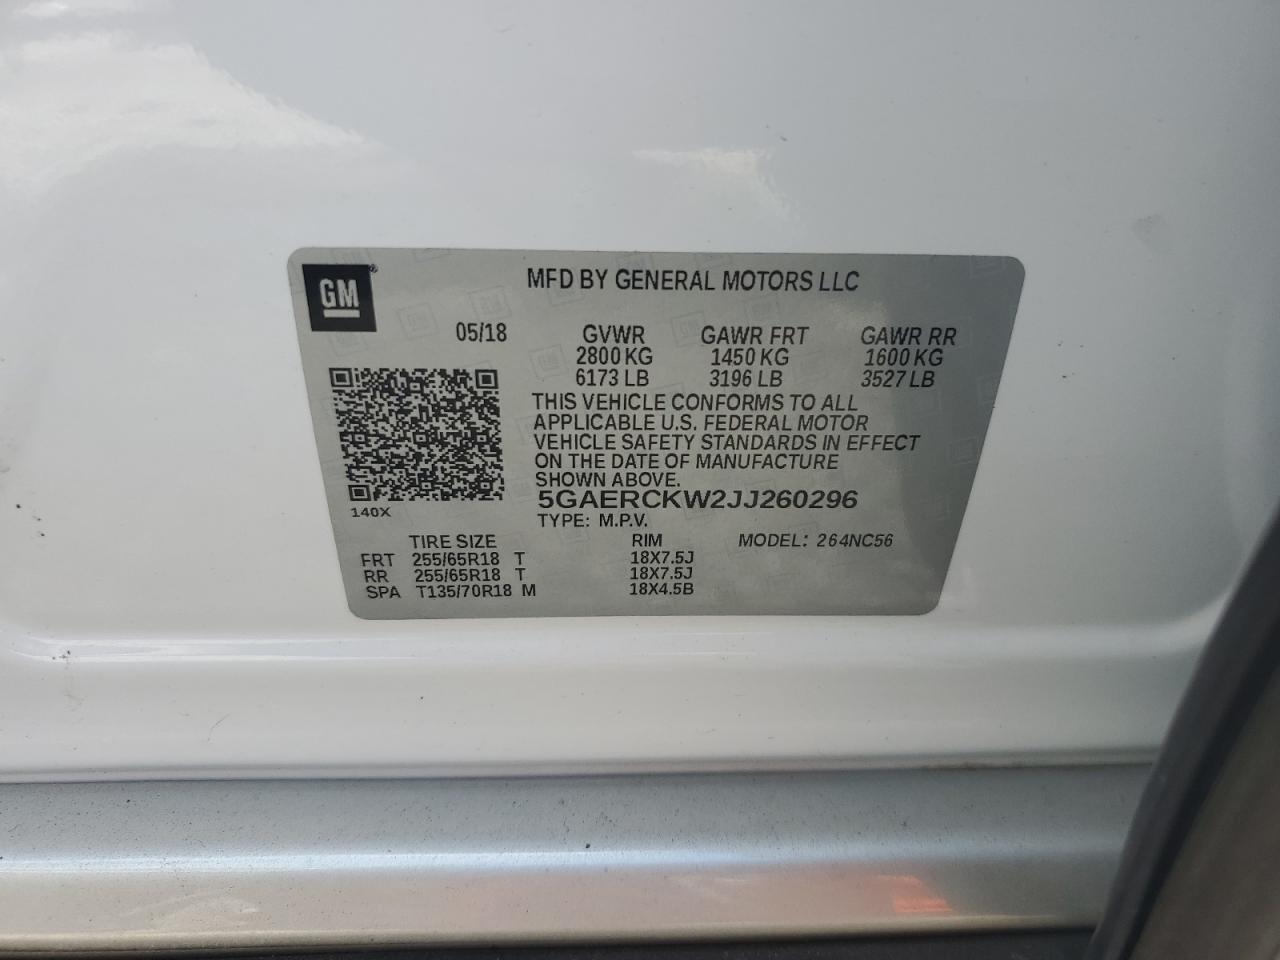 GM®
MFD BY GENERAL MOTORS LLC
05/18 GVWR GAWR FRT GAWR RR
2800 KG 1450 KG 1600 KG
6173 LB 3196 LB 3527 LB
THIS VEHICLE CONFORMS TO ALL
APPLICABLE U.S. FEDERAL MOTOR
VEHICLE SAFETY STANDARDS IN EFFECT
ON THE DATE OF MANUFACTURE
SHOWN ABOVE.
5GAERCKW2JJ260296
140X
TYPE: M.P.V.
TIRE SIZE RIM MODEL: 264NC56
FRT 255/65R18 T 18X7.5J
RR 255/65R18 T 18X7.5J
SPA T135/70R18 M 18X4.5B